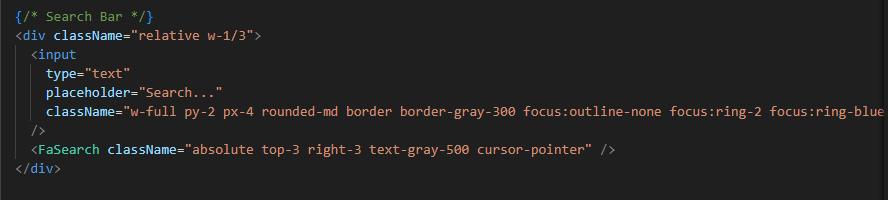 {/* Search Bar */}
<div className="relative w-1/3">
<input
type="text"
placeholder="Search..."
className="w-full py-2 px-4 rounded-md border border-gray-300 focus:outline-none focus:ring-2 focus:ring-blue
/>
<FaSearch className="absolute top-3 right-3 text-gray-500 cursor-pointer" />
</div>